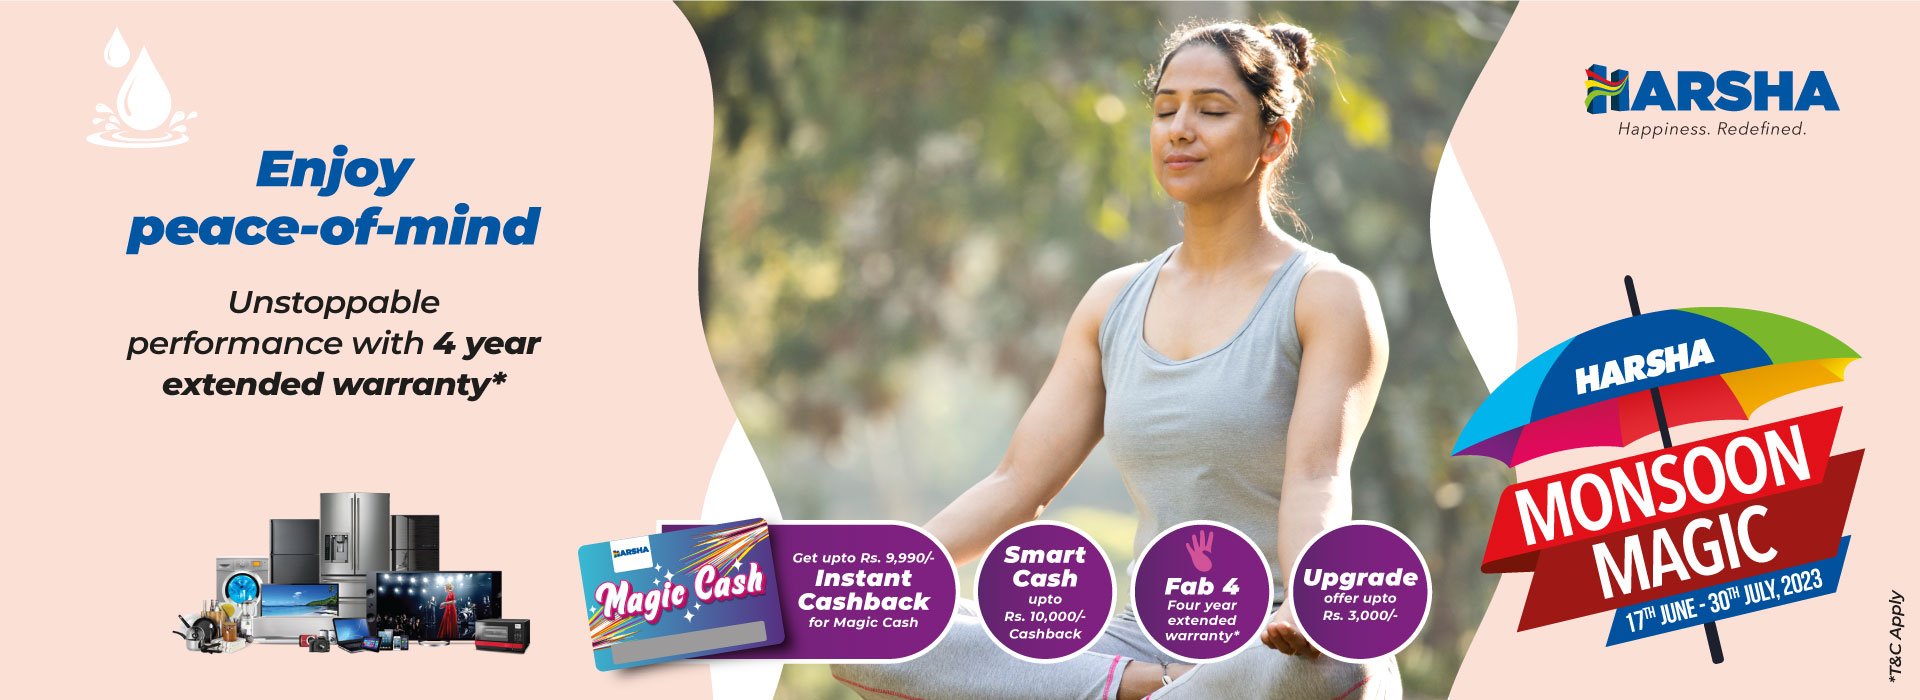 Enjoy
peace-of-mind
Unstoppable
performance with 4 year
extended warranty*
HARSHA
Magic Cash
Get upto Rs. 9,990/-
Instant
Cashback
for Magic Cash
Smart
Cash
upto
Rs. 10,000/-
Cashback
Fab 4
Four year
extended
warranty*
Upgrade
offer upto
Rs. 3,000/-
HARSHA
Happiness. Redefined.
HARSHA
MONSOON
MAGIC
17TH JUNE - 30TH JULY, 2023
*T&C Apply